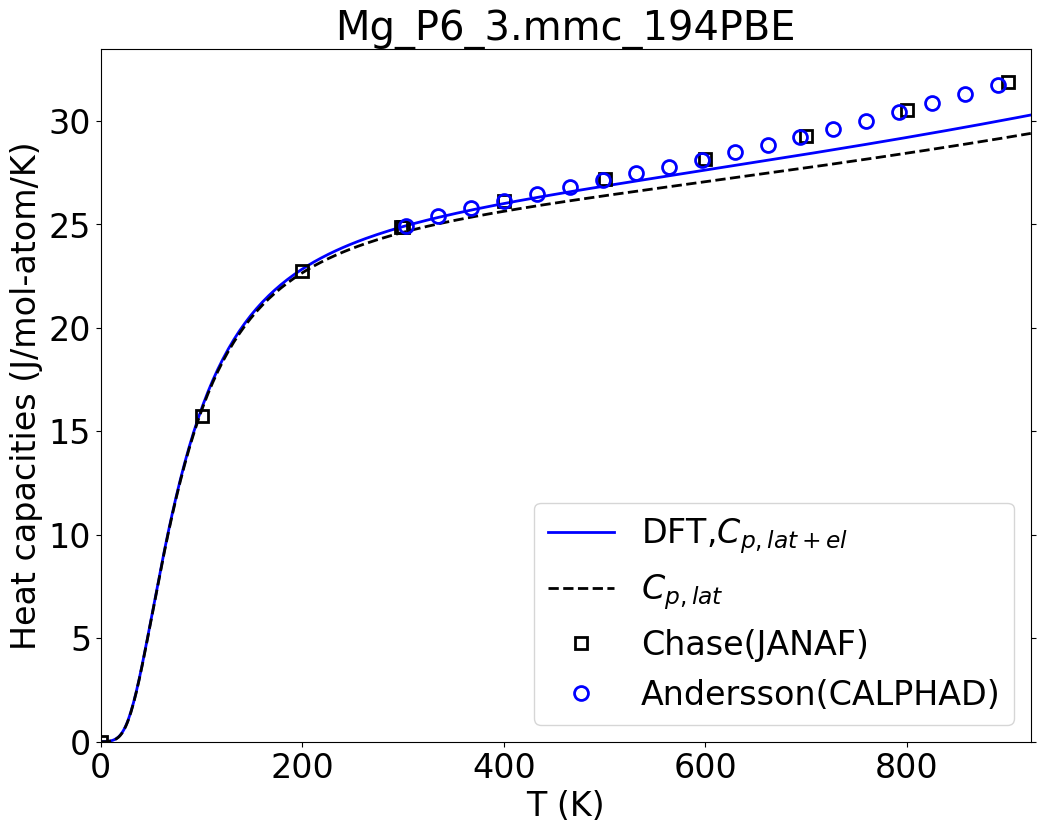 Mg_P6_3.mmc_194PBE
Heat capacities (J/mol-atom/K)
30
25
20
15
10
5
0
0 200 400 600 800
T (K)
DFT,C_{p, lat + el}
C_{p, lat}
Chase(JANAF)
Andersson(CALPHAD)